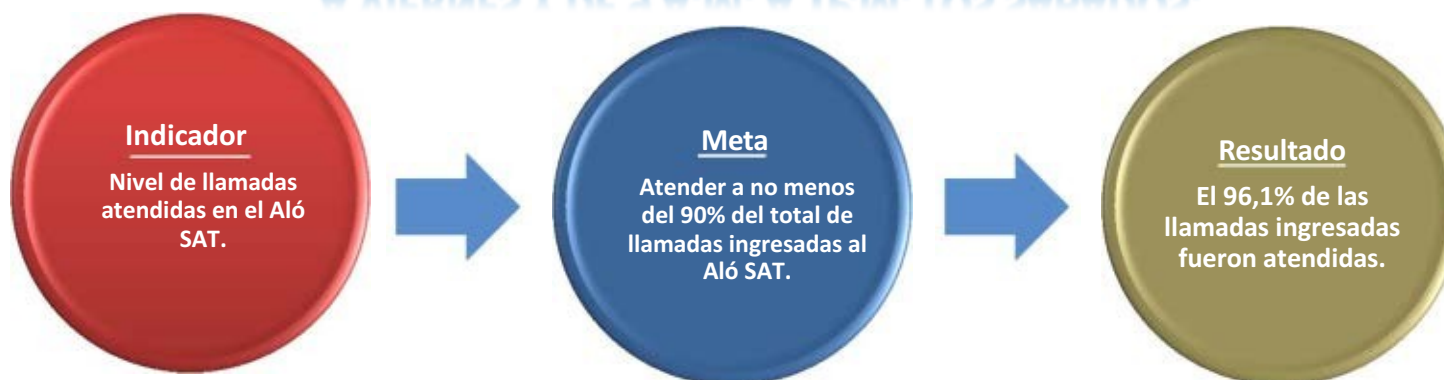 Indicador
Nivel de llamadas
atendidas en el Aló
SAT.
Meta
Atender a no menos
del 90% del total de
llamadas ingresadas al
Aló SAT.
Resultado
El 96,1% de las
llamadas ingresadas
fueron atendidas.